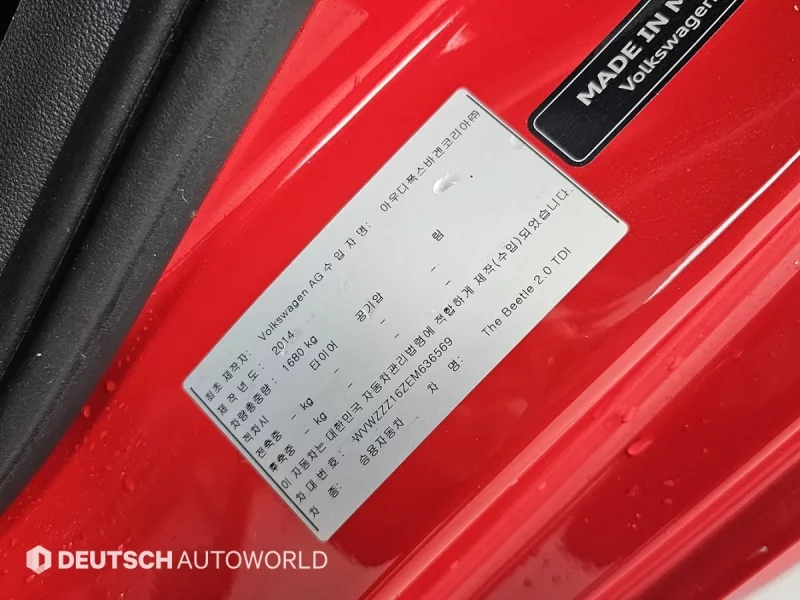 MADE IN M
Volkswagen
최초 제작자: Volkswagen AG 수 입 자 명: 아우디폭스바겐코리아㈜
제 작 년 도: 2014
차량총중량: 1680 kg
적차시 타이어 공기압 림
전축중 - kg - - -
후축중 - kg - - -
이 자동차는 대한민국 자동차관리법령에 적합하게 제작(수입)되었습니다.
차 대 번 호: WVWZZZ16ZEM636569
차 종: 승용자동차 차 명: The Beetle 2.0 TDI
DEUTSCH AUTOWORLD